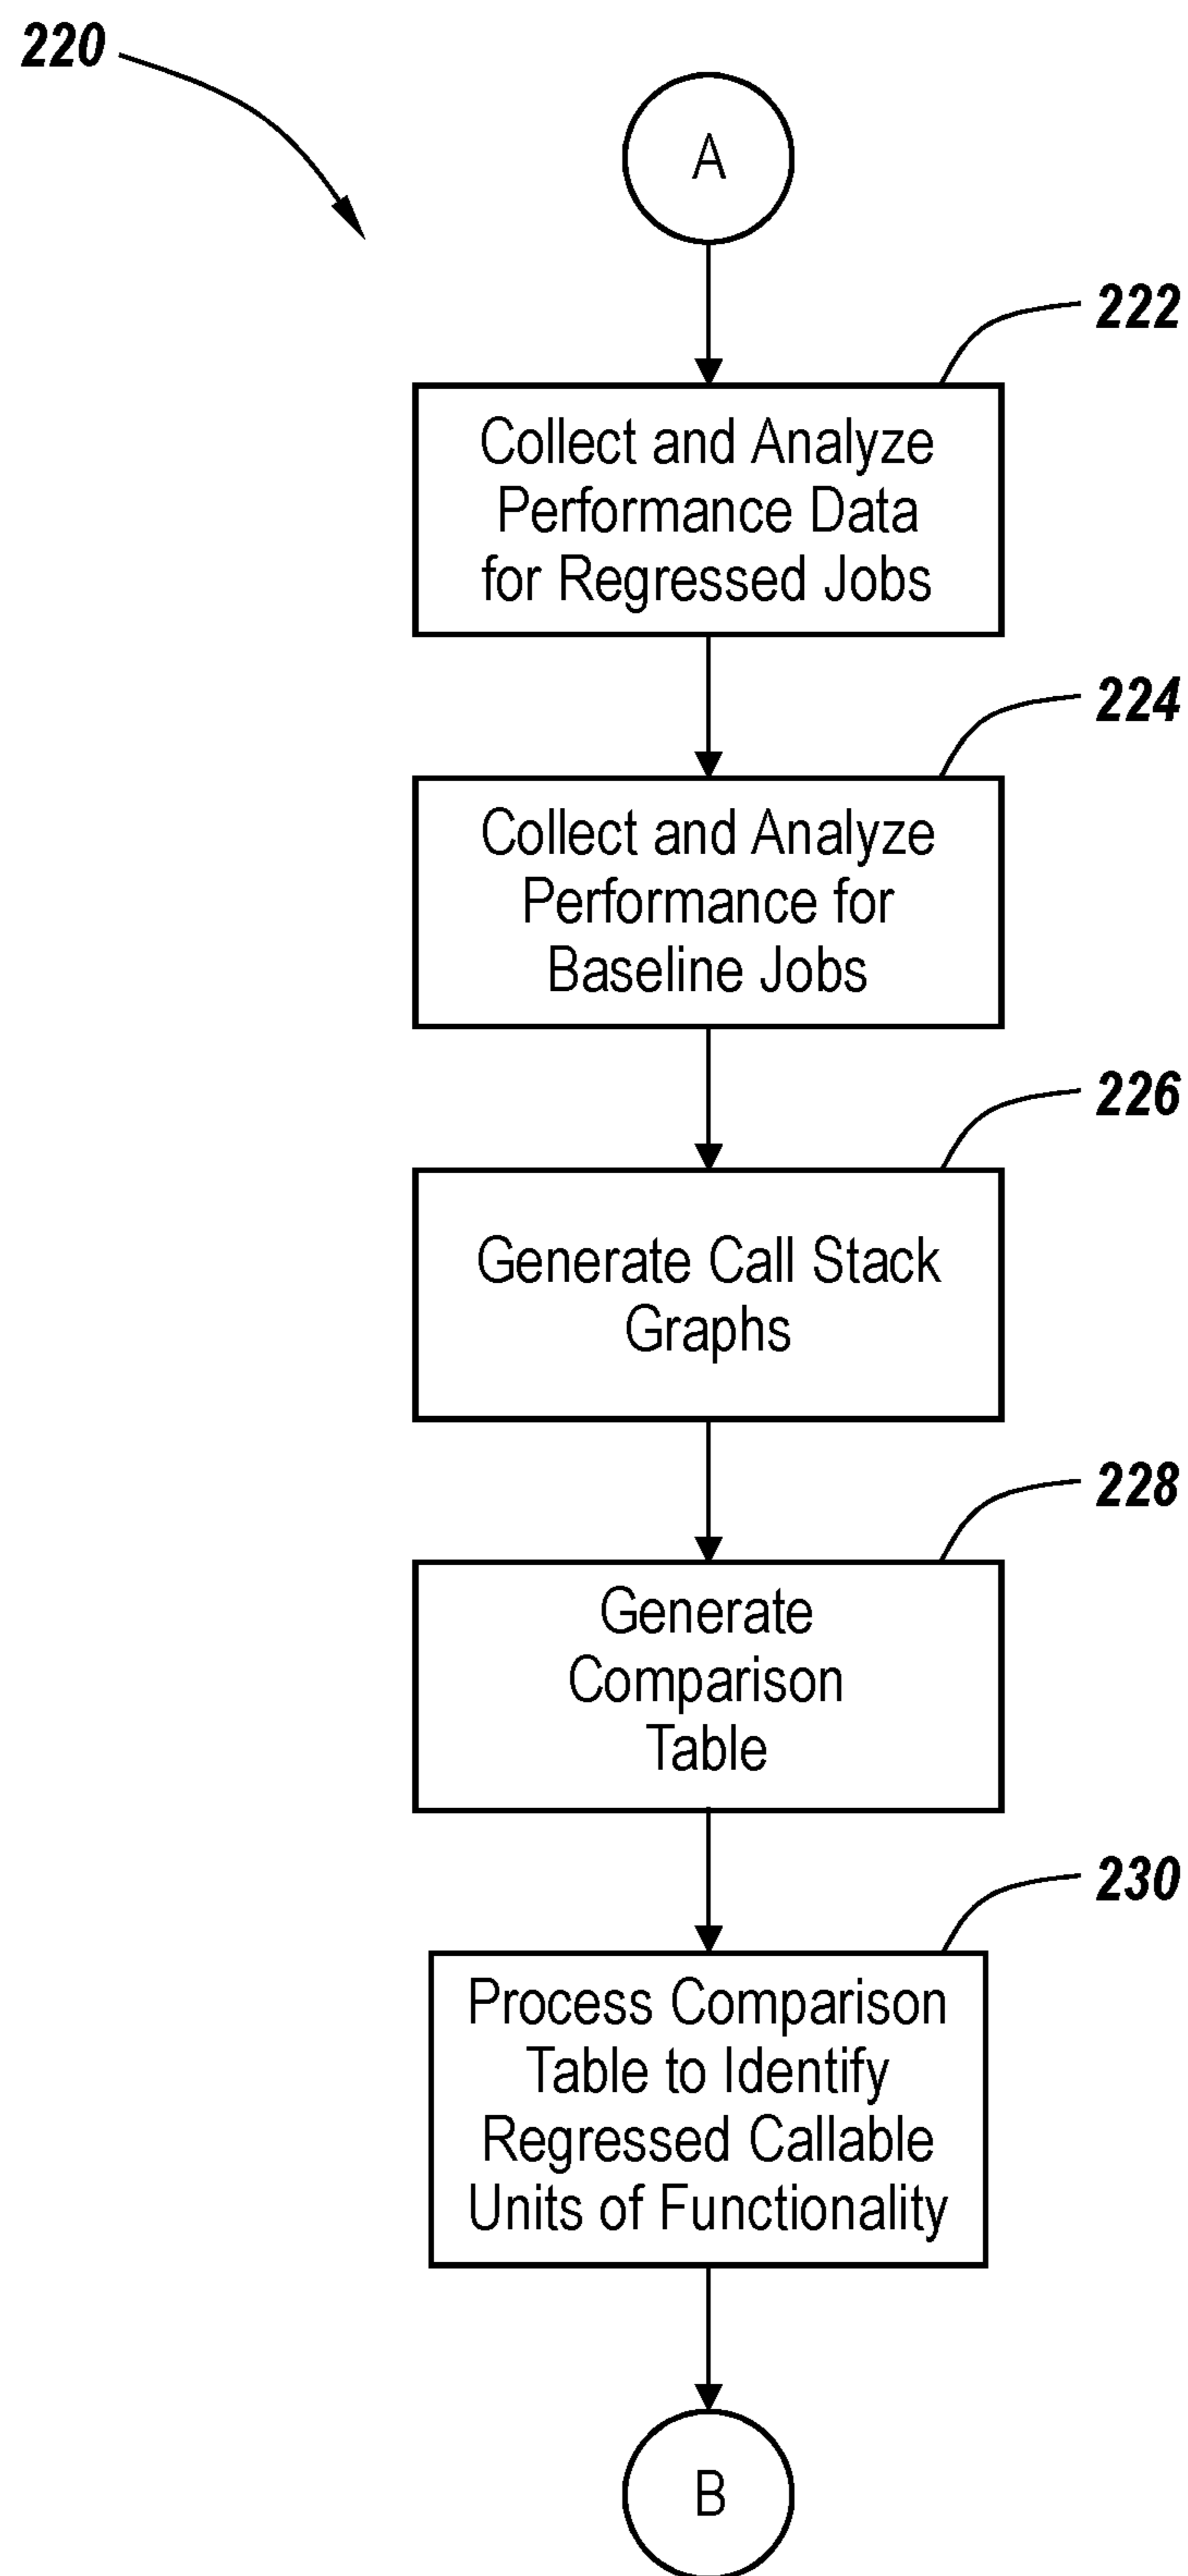 220
A
222
Collect and Analyze
Performance Data
for Regressed Jobs
224
Collect and Analyze
Performance for
Baseline Jobs
226
Generate Call Stack
Graphs
228
Generate
Comparison
Table
230
Process Comparison
Table to Identify
Regressed Callable
Units of Functionality
B